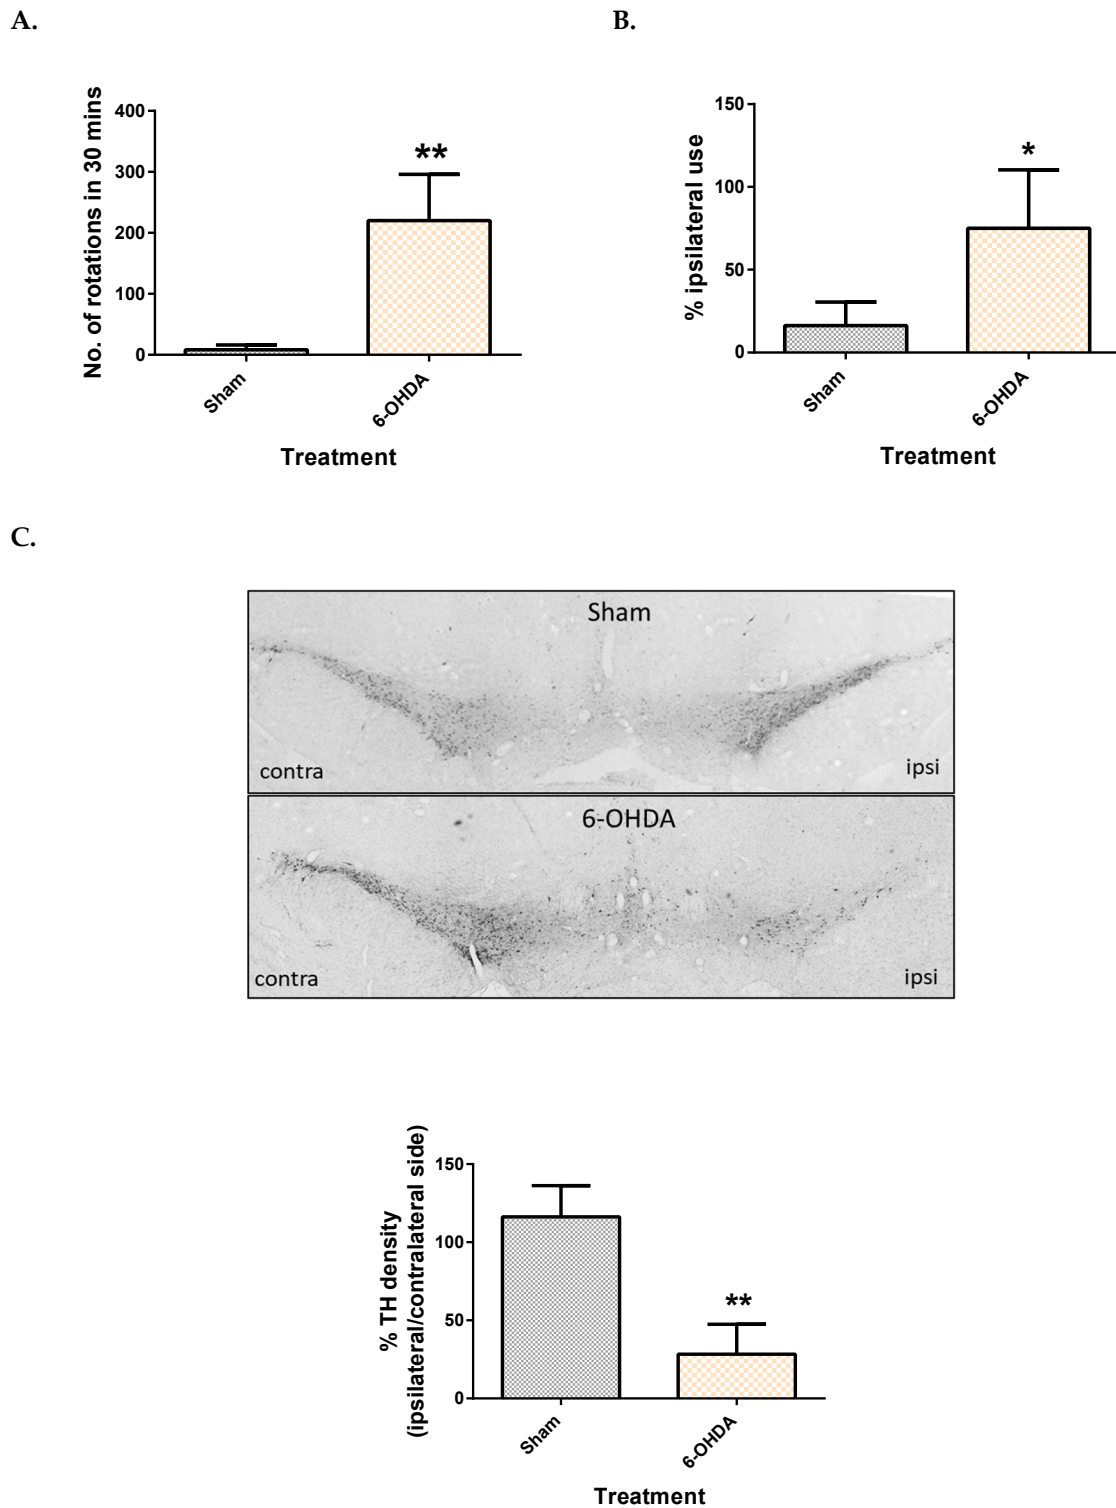 A.
B.
No. of rotations in 30 mins
400
300
200
100
0
**
Sham
6-OHDA
Treatment
% ipsilateral use
150
100
50
0
*
Sham
6-OHDA
Treatment
C.
Sham
contra
ipsi
6-OHDA
contra
ipsi
% TH density
(ipsilateral/contralateral side)
150
100
50
0
**
Sham
6-OHDA
Treatment